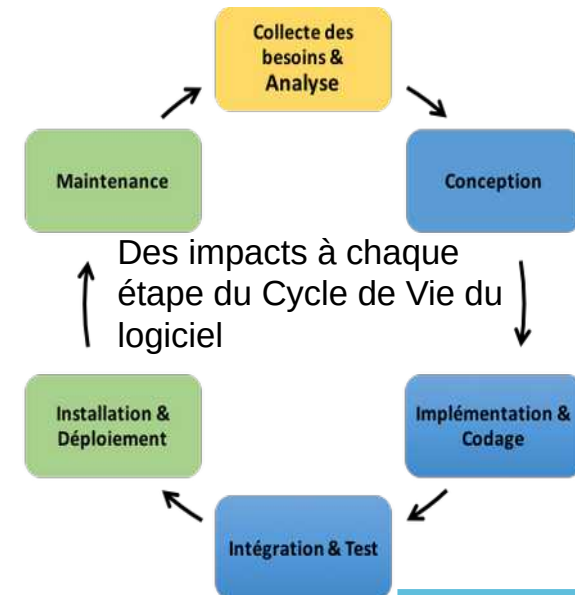 Collecte des
besoins &
Analyse
Maintenance
Conception
Des impacts à chaque
étape du Cycle de Vie du
logiciel
Installation &
Déploiement
Implémentation &
Codage
Intégration & Test